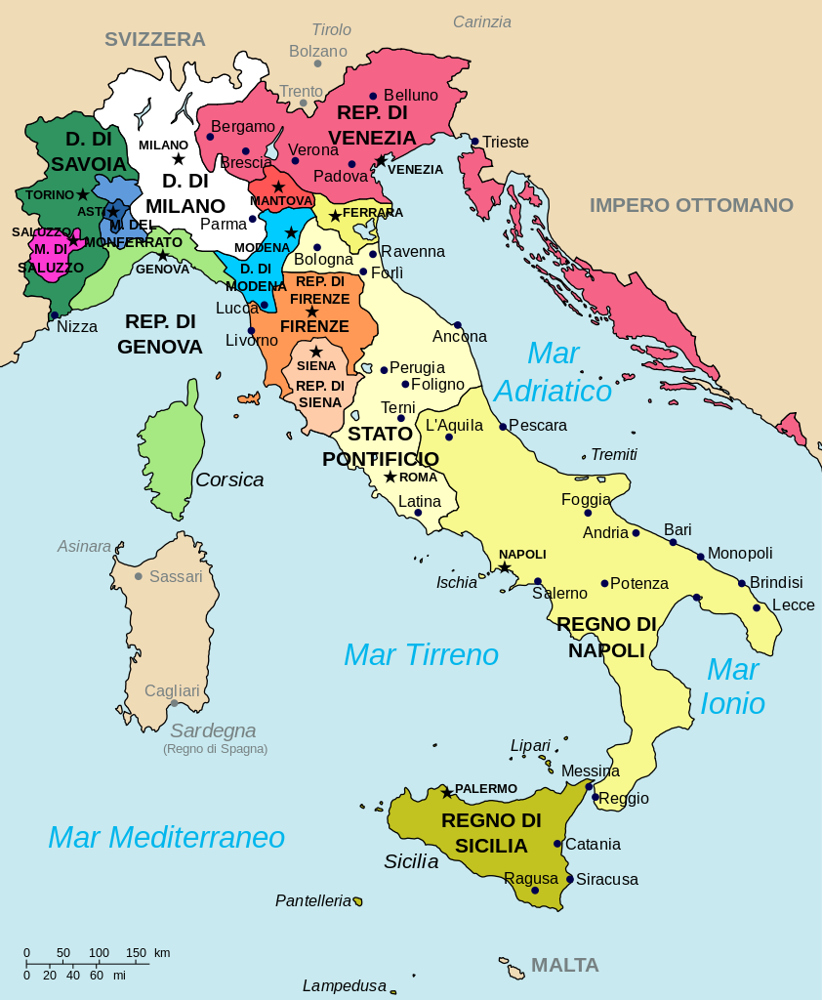 Carinzia
Tirolo
SVIZZERA
Bolzano
Trento
Belluno
REP. DI
VENEZIA
Bergamo
Trieste
D. DI
SAVOIA
MILANO
Verona
Brescia
Padova
VENEZIA
D. DI
MILANO
TORINO
MANTOVA
IMPERO OTTOMANO
ASTI
FERRARA
Parma
M. DEL
MONFERRATO
SALUZZO
M. DI
SALUZZO
MODENA
Bologna
Ravenna
GENOVA
D. DI
MODENA
Forlì
REP. DI
FIRENZE
Lucca
FIRENZE
Nizza
REP. DI
GENOVA
Livorno
Ancona
SIENA
REP. DI
SIENA
Perugia
Foligno
Mar
Adriatico
Terni
L'Aquila
Pescara
STATO
PONTIFICIO
Tremiti
ROMA
Corsica
Latina
Foggia
Andria
Bari
Asinara
Sassari
NAPOLI
Monopoli
Ischia
Salerno
Potenza
Brindisi
Lecce
REGNO DI
NAPOLI
Mar Tirreno
Mar
Ionio
Cagliari
Sardegna
(Regno di Spagna)
Lipari
Messina
PALERMO
Reggio
REGNO DI
SICILIA
Mar Mediterraneo
Catania
Sicilia
Ragusa
Siracusa
Pantelleria
0 50 100 150 km
0 20 40 60 mi
MALTA
Lampedusa